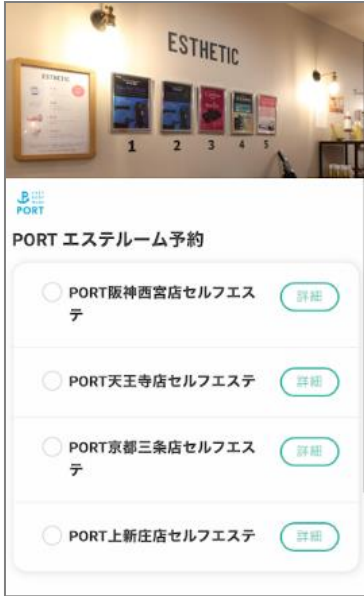 ESTHETIC
ESTHETIC
1 2 3 4 5
PORT
PORT エステルーム予約
PORT阪神西宮店セルフエス
テ
詳細
PORT天王寺店セルフエステ
詳細
PORT京都三条店セルフエス
テ
詳細
PORT上新庄店セルフエステ
詳細